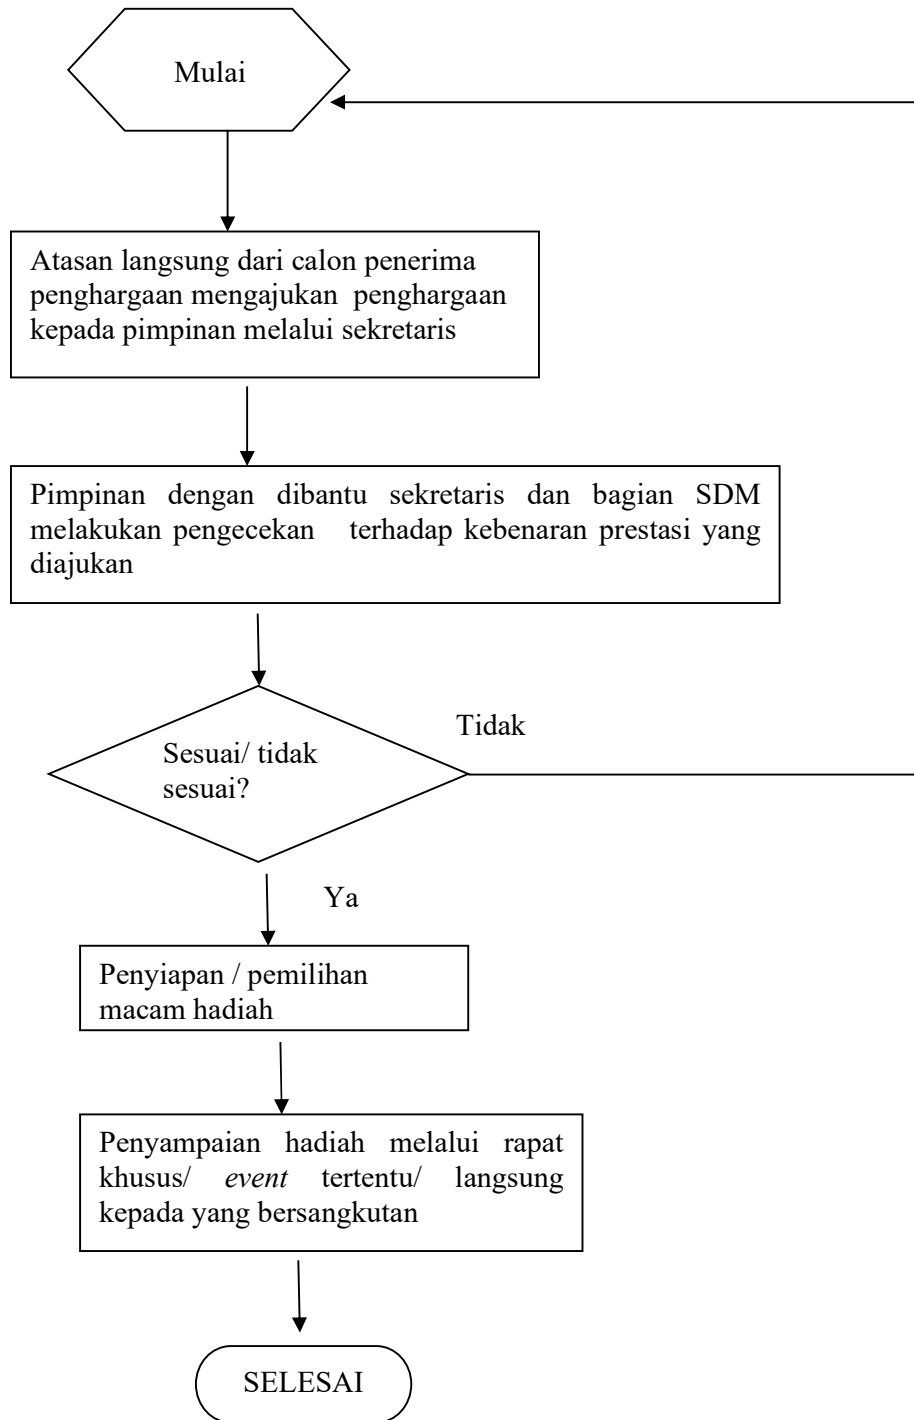 Mulai
Atasan langsung dari calon penerima
penghargaan mengajukan penghargaan
kepada pimpinan melalui sekretaris
Pimpinan dengan dibantu sekretaris dan bagian SDM
melakukan pengecekan terhadap kebenaran prestasi yang
diajukan
Tidak
Sesuai/ tidak
sesuai?
Ya
Penyiapan / pemilihan
macam hadiah
Penyampaian hadiah melalui rapat
khusus/ event tertentu/ langsung
kepada yang bersangkutan
SELESAI